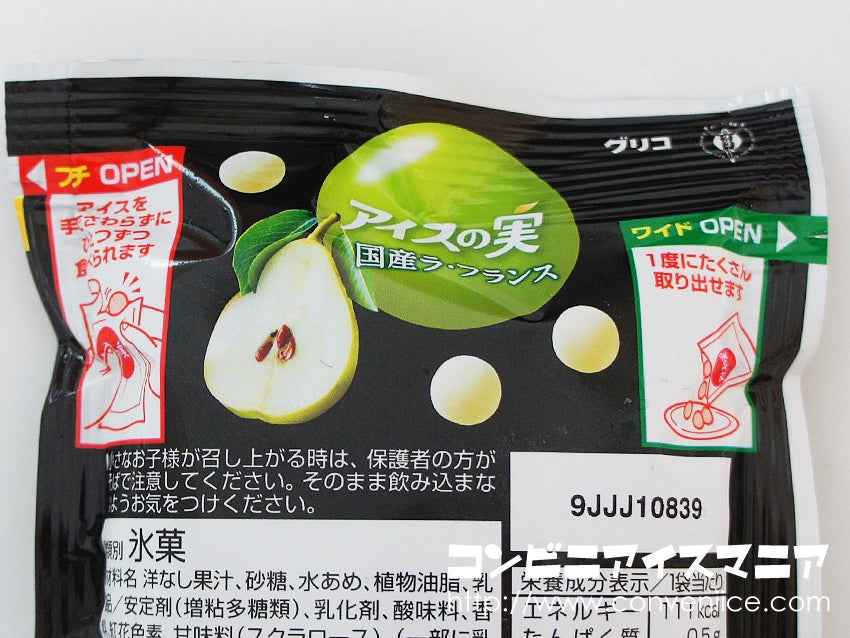 グリコ
プチ OPEN
アイスを
手でさわらずに
ひとつずつ
食べられます
アイスの実
国産ラ・フランス
ワイド OPEN
1度にたくさん
取り出せます
さなお子様が召し上がる時は、保護者の方が
そばで注意してください。そのまま飲み込まな
ようお気をつけください。
9JJJ10839
類別 氷菓
材料名 洋なし果汁、砂糖、水あめ、植物油脂、乳
品/安定剤(増粘多糖類)、乳化剤、酸味料、香
紅花色素、甘味料(スクラロース)、(一部に乳
栄養成分表示/1袋当たり
エネルギー 111kcal
たんぱく質 0.5g
コンビニアイスマニア
http://www.conveniice.com/